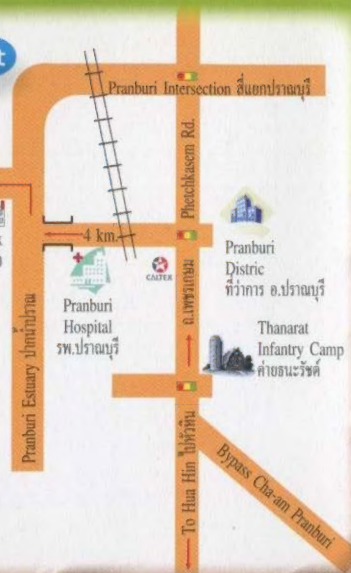 Pranburi Intersection สี่แยกปราณบุรี
Phetchkasem Rd.
4 km.
CALTEX
ถ.เพชรเกษม
Pranburi
Distric
ที่ว่าการ อ.ปราณบุรี
Pranburi
Hospital
รพ.ปราณบุรี
Thanarat
Infantry Camp
ค่ายธนะรัชต์
Pranburi Estuary ปากน้ำปราณ
To Hua Hin ไปหัวหิน
Bypass Cha-am Pranburi